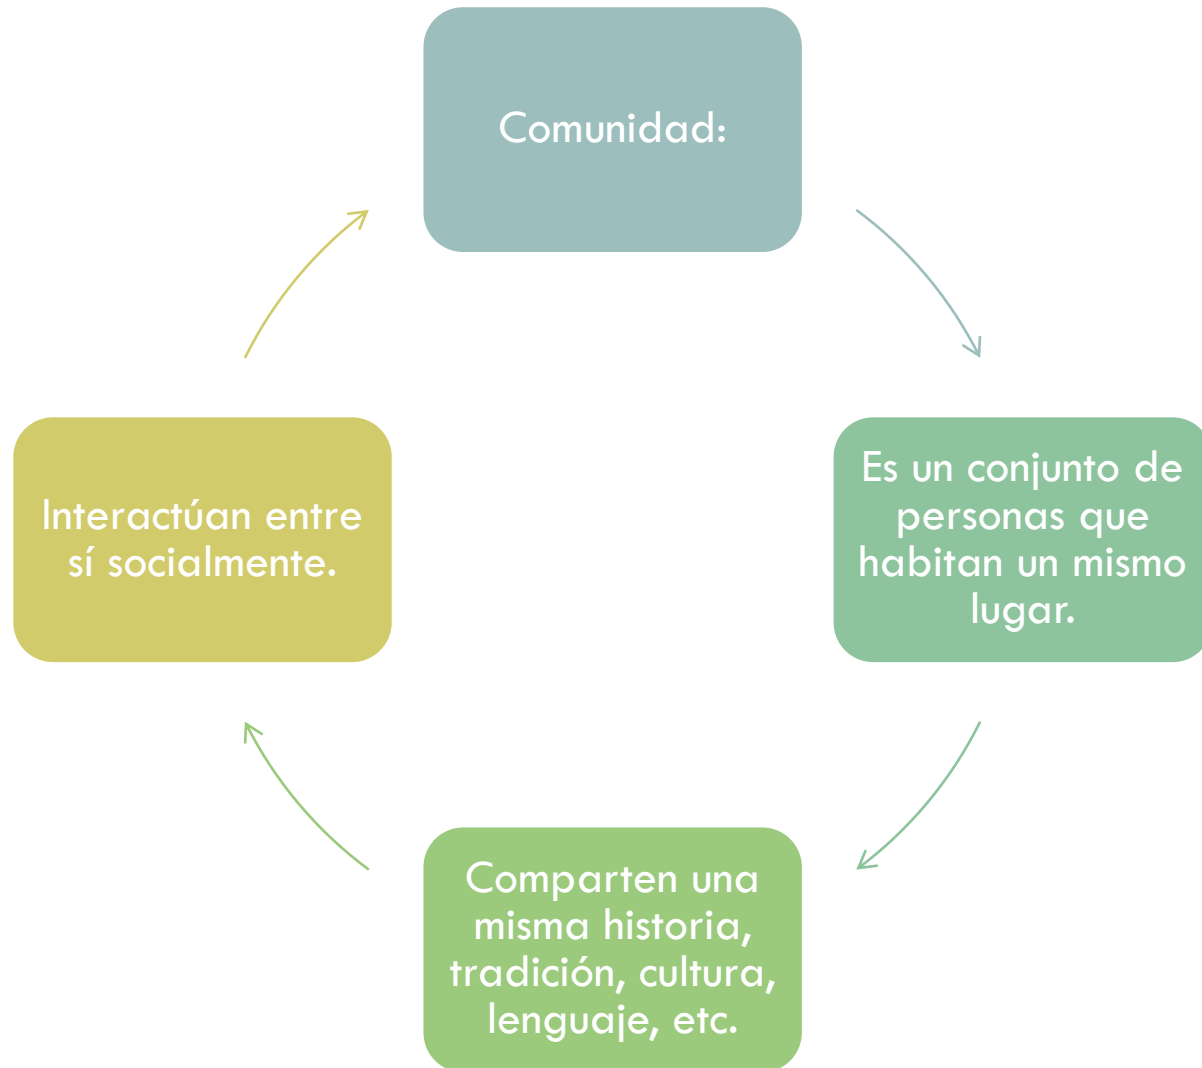 Comunidad:
Es un conjunto de
personas que
habitan un mismo
lugar.
Comparten una
misma historia,
tradición, cultura,
lenguaje, etc.
Interactúan entre
sí socialmente.